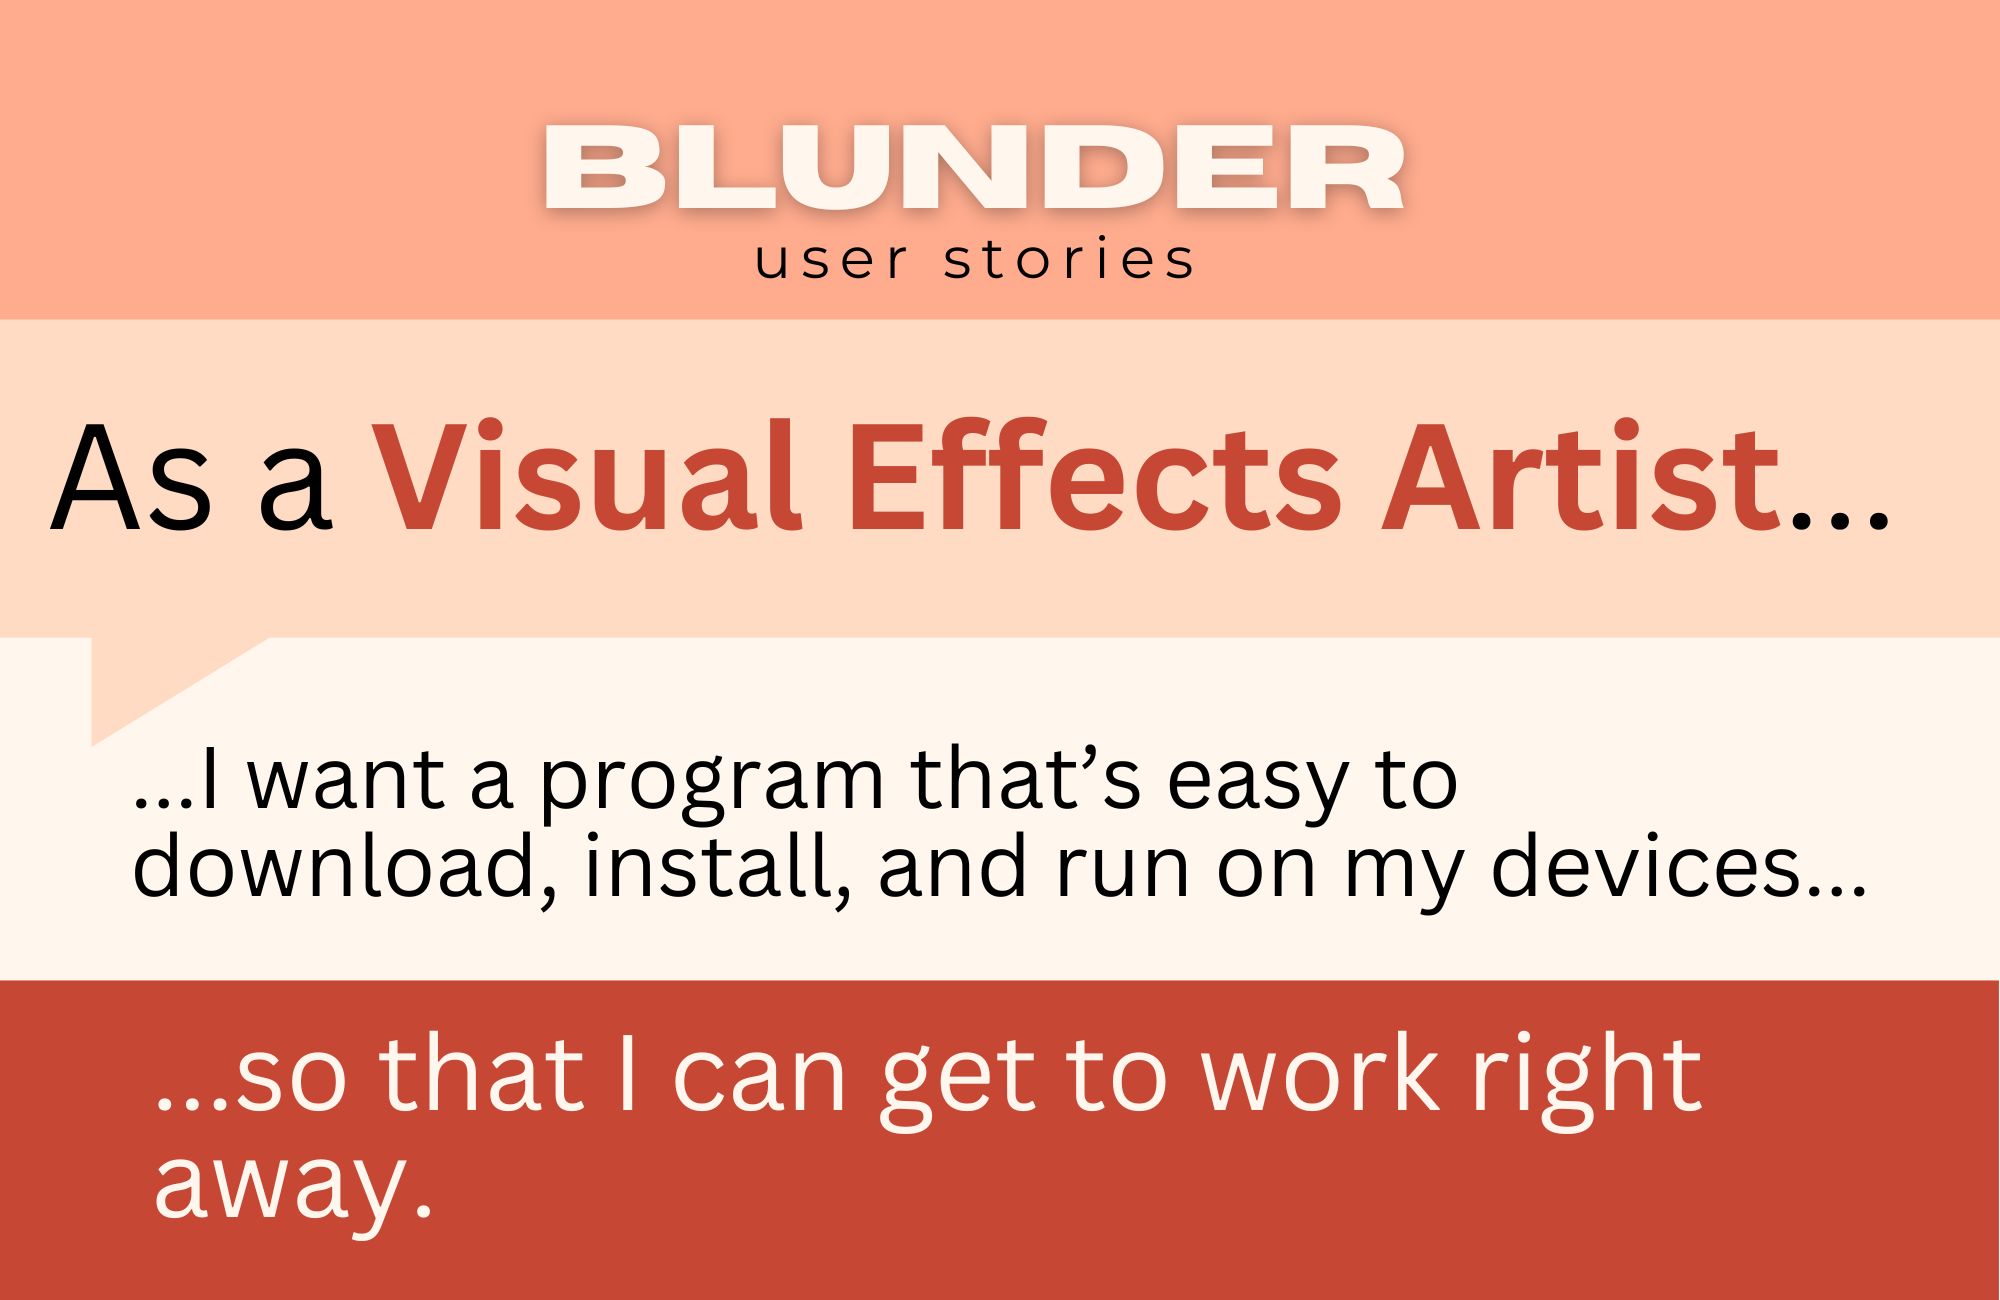 BLUNDER
user stories
As a Visual Effects Artist...
...I want a program that’s easy to
download, install, and run on my devices...
...so that I can get to work right
away.